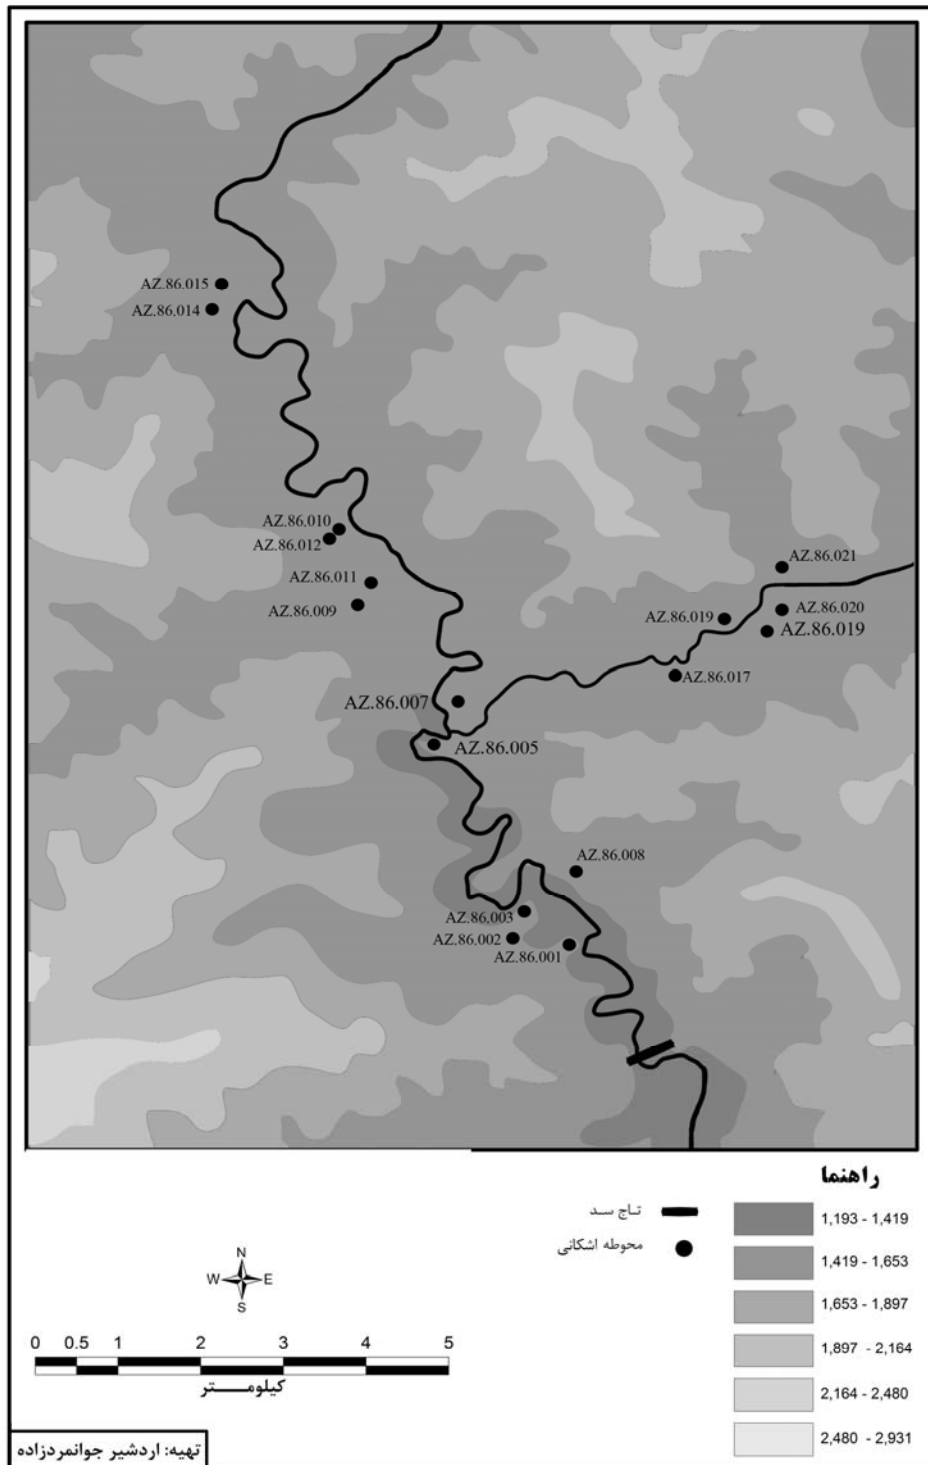 AZ.86.015
AZ.86.014
AZ.86.010
AZ.86.012
AZ.86.011
AZ.86.009
AZ.86.021
AZ.86.020
AZ.86.019
AZ.86.019
AZ.86.017
AZ.86.007
AZ.86.005
AZ.86.008
AZ.86.003
AZ.86.002
AZ.86.001
راهنما
تاج سد
محوطه اشکانی
1,193 - 1,419
1,419 - 1,653
1,653 - 1,897
1,897 - 2,164
2,164 - 2,480
2,480 - 2,931
N
W E
S
0 0.5 1 2 3 4 5
کیلومتر
تهیه: اردشیر جوانمردزاده